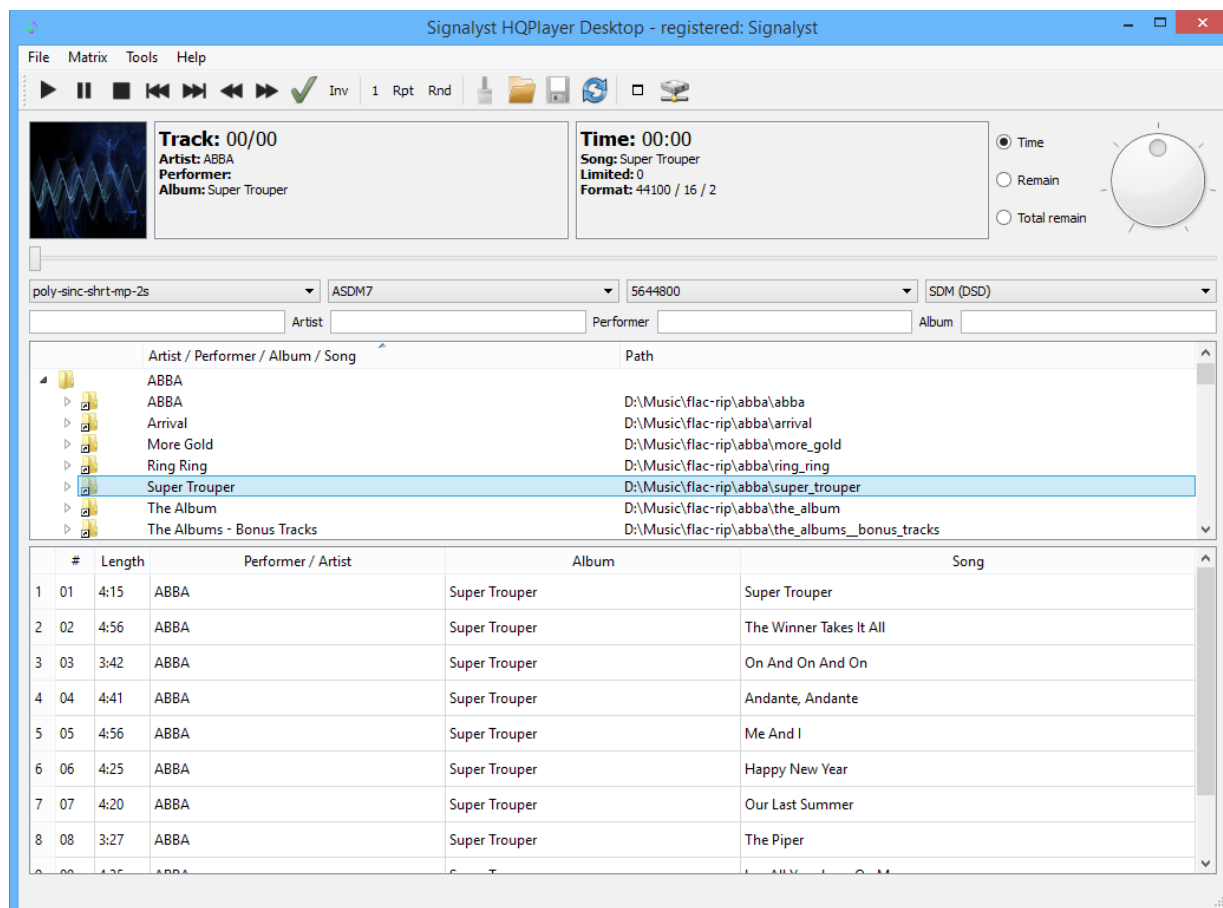 Signalyst HQPlayer Desktop - registered: Signalyst
File Matrix Tools Help
Inv 1 Rpt Rnd
Track: 00/00
Artist: ABBA
Performer:
Album: Super Trouper
Time: 00:00
Song: Super Trouper
Limited: 0
Format: 44100 / 16 / 2
Time
Remain
Total remain
poly-sinc-shrt-mp-2s ASDM7 5644800 SDM (DSD)
Artist Performer Album
Artist / Performer / Album / Song Path
ABBA
ABBA D:\Music\flac-rip\abba\abba
Arrival D:\Music\flac-rip\abba\arrival
More Gold D:\Music\flac-rip\abba\more_gold
Ring Ring D:\Music\flac-rip\abba\ring_ring
Super Trouper D:\Music\flac-rip\abba\super_trouper
The Album D:\Music\flac-rip\abba\the_album
The Albums - Bonus Tracks D:\Music\flac-rip\abba\the_albums__bonus_tracks
# Length Performer / Artist Album Song
1 01 4:15 ABBA Super Trouper Super Trouper
2 02 4:56 ABBA Super Trouper The Winner Takes It All
3 03 3:42 ABBA Super Trouper On And On And On
4 04 4:41 ABBA Super Trouper Andante, Andante
5 05 4:56 ABBA Super Trouper Me And I
6 06 4:25 ABBA Super Trouper Happy New Year
7 07 4:20 ABBA Super Trouper Our Last Summer
8 08 3:27 ABBA Super Trouper The Piper